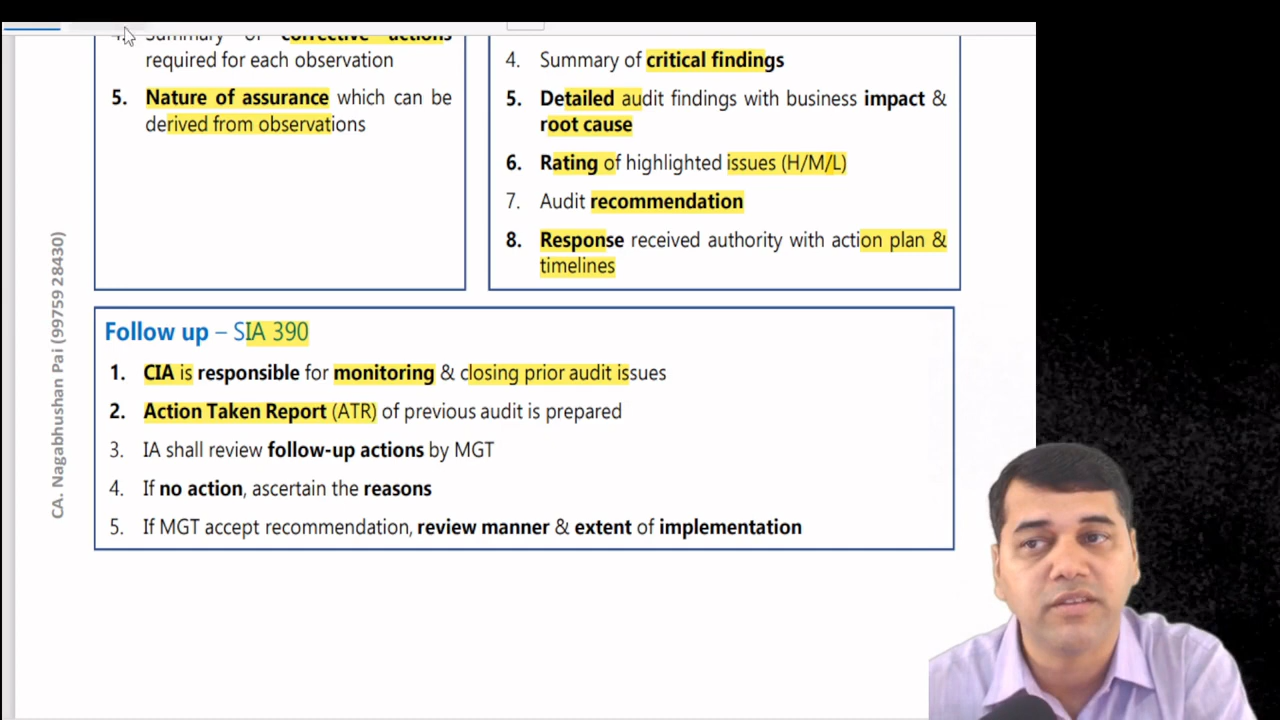 4. Summary of corrective actions
required for each observation
5. Nature of assurance which can be
derived from observations
4. Summary of critical findings
5. Detailed audit findings with business impact &
root cause
6. Rating of highlighted issues (H/M/L)
7. Audit recommendation
8. Response received authority with action plan &
timelines
CA. Nagabhushan Pai (99759 28430)
Follow up – SIA 390
1. CIA is responsible for monitoring & closing prior audit issues
2. Action Taken Report (ATR) of previous audit is prepared
3. IA shall review follow-up actions by MGT
4. If no action, ascertain the reasons
5. If MGT accept recommendation, review manner & extent of implementation